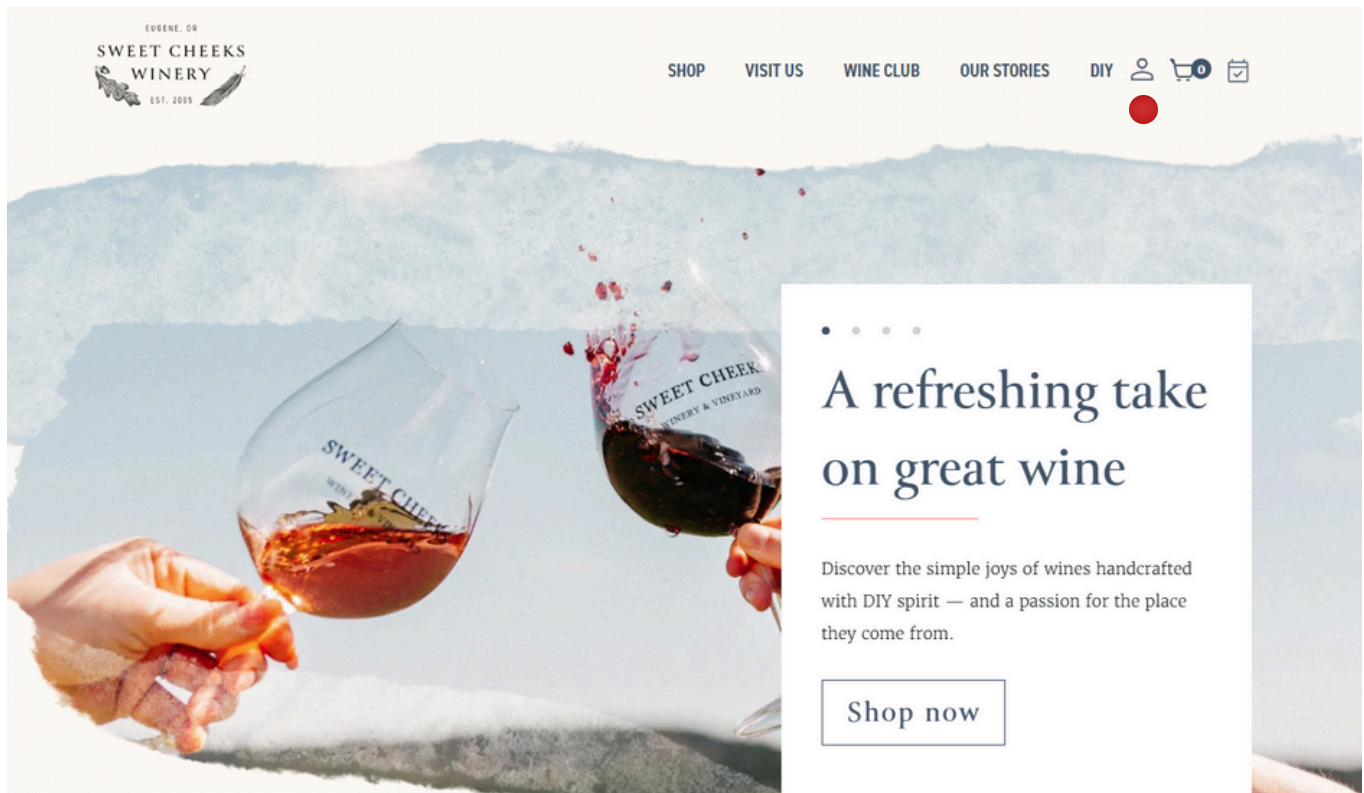 EUGENE, OR
SWEET CHEEKS
WINERY
EST. 2005
SHOP VISIT US WINE CLUB OUR STORIES DIY 0
SWEET CHEEK
WINERY & VINEYARD
A refreshing take
on great wine
SWEET CHEEK
Discover the simple joys of wines handcrafted
with DIY spirit — and a passion for the place
they come from.
Shop now